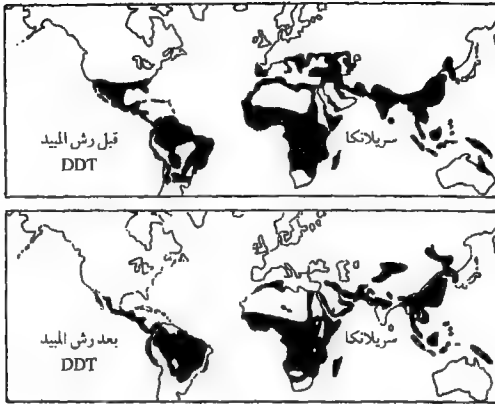 قبل رش المبيد
DDT
سريلانكا
بعد رش المبيد
DDT
سريلانكا